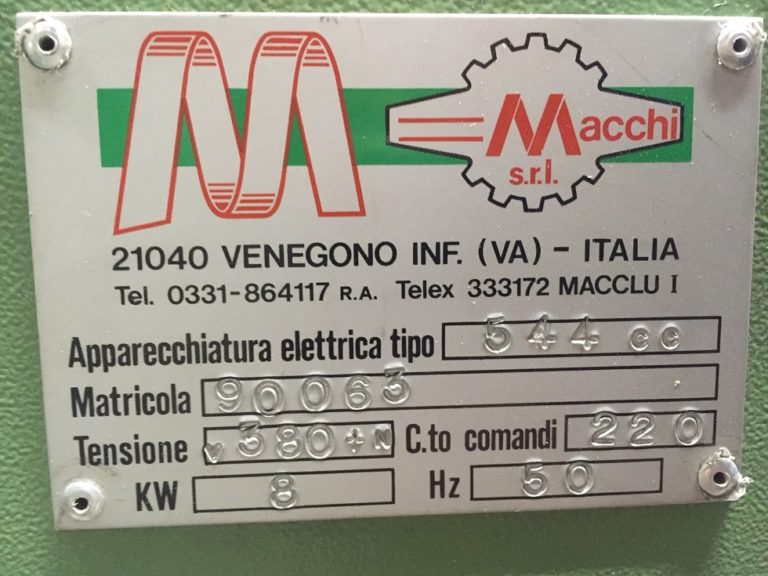 Macchi
s.r.l.
21040 VENEGONO INF. (VA) - ITALIA
Tel. 0331-864117 R.A. Telex 333172 MACCLU I
Apparecchiatura elettrica tipo 544 CC
Matricola 90063
Tensione V 380+N C.to comandi 220
KW 8 Hz 50